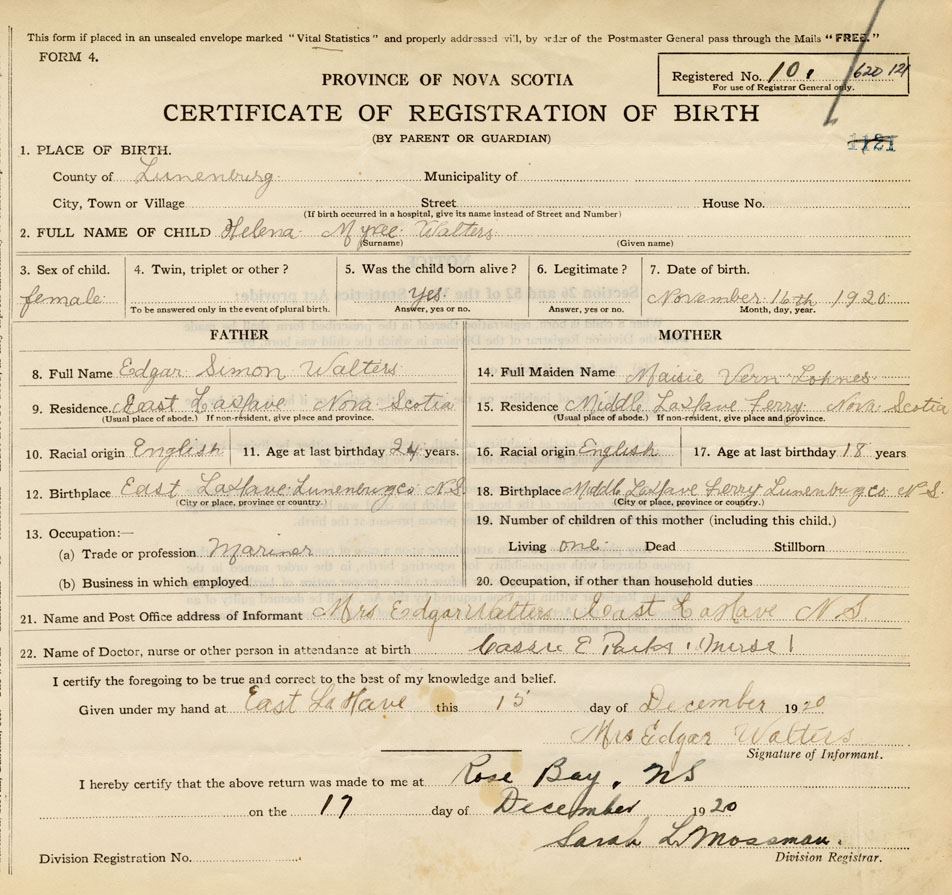 This form if placed in an unsealed envelope marked "Vital Statistics" and properly addressed will, by order of the Postmaster General pass through the Mails "FREE."
FORM 4.
Registered No. 10. 620 121
For use of Registrar General only.
PROVINCE OF NOVA SCOTIA
CERTIFICATE OF REGISTRATION OF BIRTH
(BY PARENT OR GUARDIAN)
1121
1. PLACE OF BIRTH.
County of Lunenburg Municipality of
City, Town or Village Street House No.
(If birth occurred in a hospital, give its name instead of Street and Number)
2. FULL NAME OF CHILD Helena Myree Walters
(Surname) (Given name)
3. Sex of child. 4. Twin, triplet or other? 5. Was the child born alive? 6. Legitimate? 7. Date of birth.
female yes. November 16th 1920
To be answered only in the event of plural birth. Answer, yes or no. Answer, yes or no. Month, day, year.
FATHER MOTHER
8. Full Name Edgar Simon Walters 14. Full Maiden Name Maisie Vern Lohnes
9. Residence. East LaHave Nova Scotia 15. Residence Middle LaHave Ferry Nova Scotia
(Usual place of abode.) If non-resident, give place and province. (Usual place of abode.) If non-resident, give place and province.
10. Racial origin English 11. Age at last birthday 24 years. 16. Racial origin English 17. Age at last birthday 18 years
12. Birthplace East LaHave Lunenburg co N.S 18. Birthplace Middle LaHave Ferry Lunenburg co N.S.
(City or place, province or country.) (City or place, province or country.)
13. Occupation:— 19. Number of children of this mother (including this child.)
(a) Trade or profession Mariner Living one Dead Stillborn
(b) Business in which employed 20. Occupation, if other than household duties
21. Name and Post Office address of Informant Mrs Edgar Walters East LaHave N.S.
22. Name of Doctor, nurse or other person in attendance at birth Cassie E Parks (Nurse)
I certify the foregoing to be true and correct to the best of my knowledge and belief.
Given under my hand at East LaHave this 15 day of December 1920
Mrs Edgar Walters
Signature of Informant.
I hereby certify that the above return was made to me at Rose Bay, NS
on the 17 day of December 1920
Sarah L. Mossman.
Division Registration No. Division Registrar.